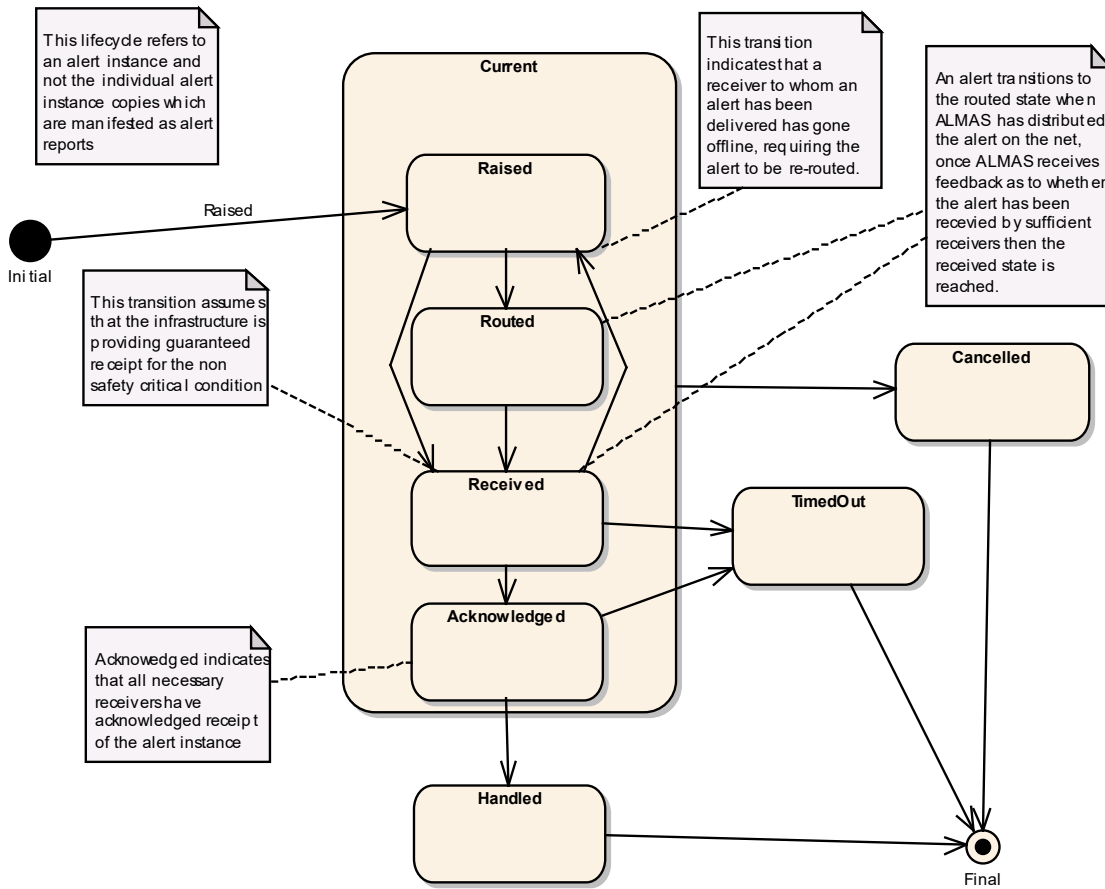 This lifecycle refers to
an alert instance and
not the individual alert
instance copies which
are manifested as alert
reports
Current
This transition
indicates that a
receiver to whom an
alert has been
delivered has gone
offline, requiring the
alert to be re-routed.
An alert transitions to
the routed state when
ALMAS has distributed
the alert on the net,
once ALMAS receives
feedback as to whether
the alert has been
recevied by sufficient
receivers then the
received state is
reached.
Raised
Raised
Initial
This transition assumes
that the infrastructure is
providing guaranteed
receipt for the non
safety critical condition
Routed
Cancelled
Received
TimedOut
Acknowledged
Acknowedged indicates
that all necessary
receivers have
acknowledged receipt
of the alert instance
Handled
Final